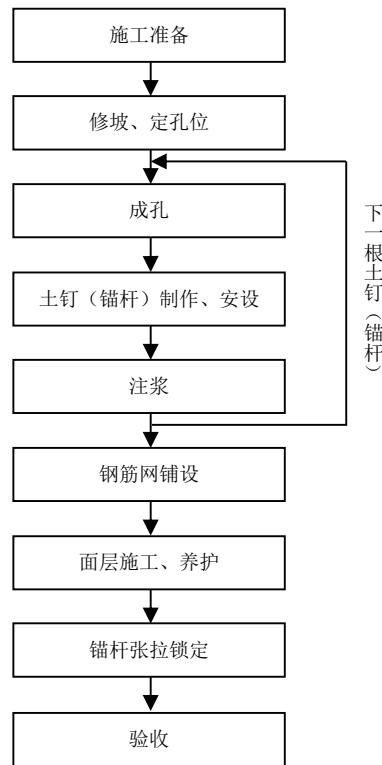 施工准备
修坡、定孔位
成孔
土钉（锚杆）制作、安设
注浆
下一根土钉（锚杆）
钢筋网铺设
面层施工、养护
锚杆张拉锁定
验收